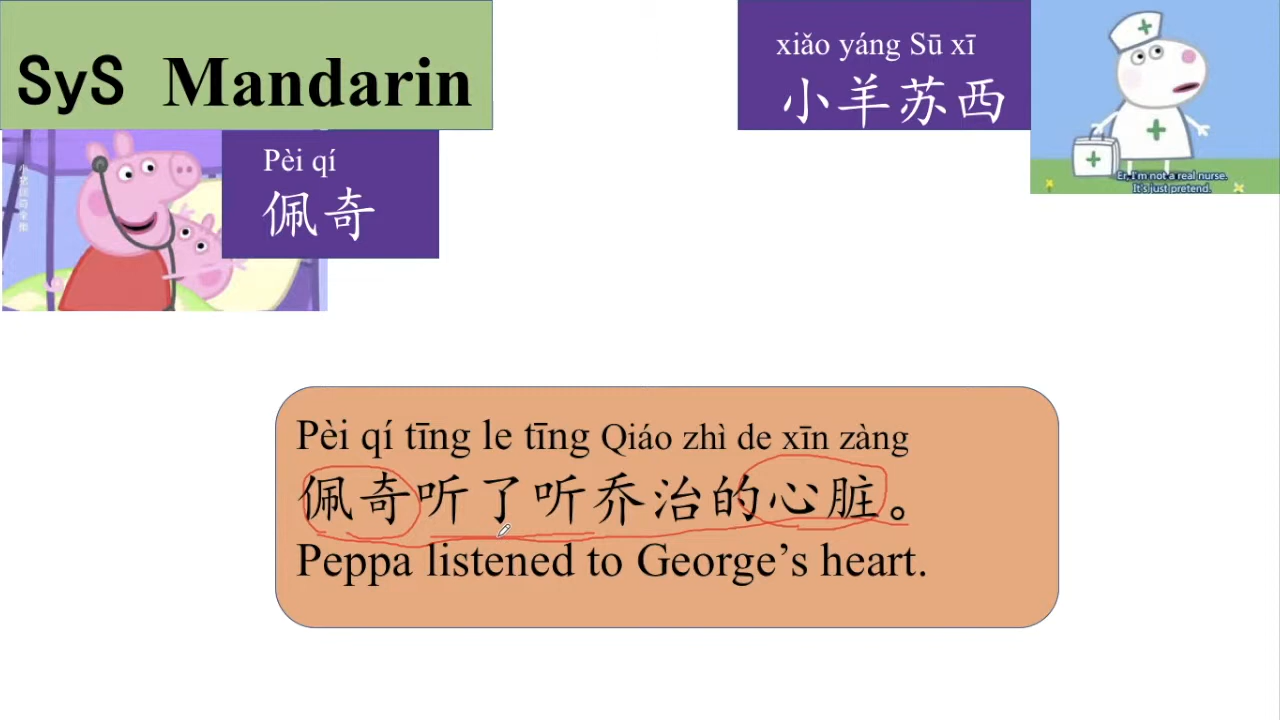 SyS Mandarin
xiǎo yáng Sū xī
小羊苏西
Er, I'm not a real nurse.
It's just pretend.
Pèi qí
佩奇
Pèi qí tīng le tīng Qiáo zhì de xīn zàng
佩奇听了听乔治的心脏。
Peppa listened to George’s heart.